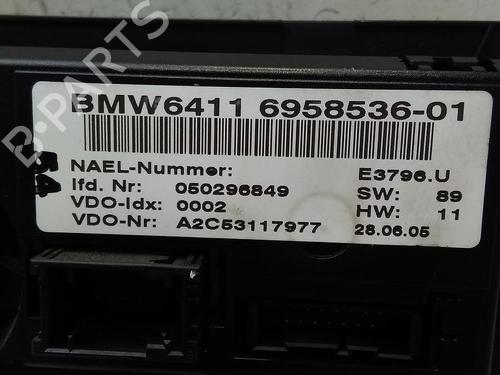 B-PARTS
BMW6411 6958536-01
NAEL-Nummer: E3796.U
lfd. Nr: 050296849 SW: 89
VDO-Idx: 0002 HW: 11
VDO-Nr: A2C53117977 28.06.05